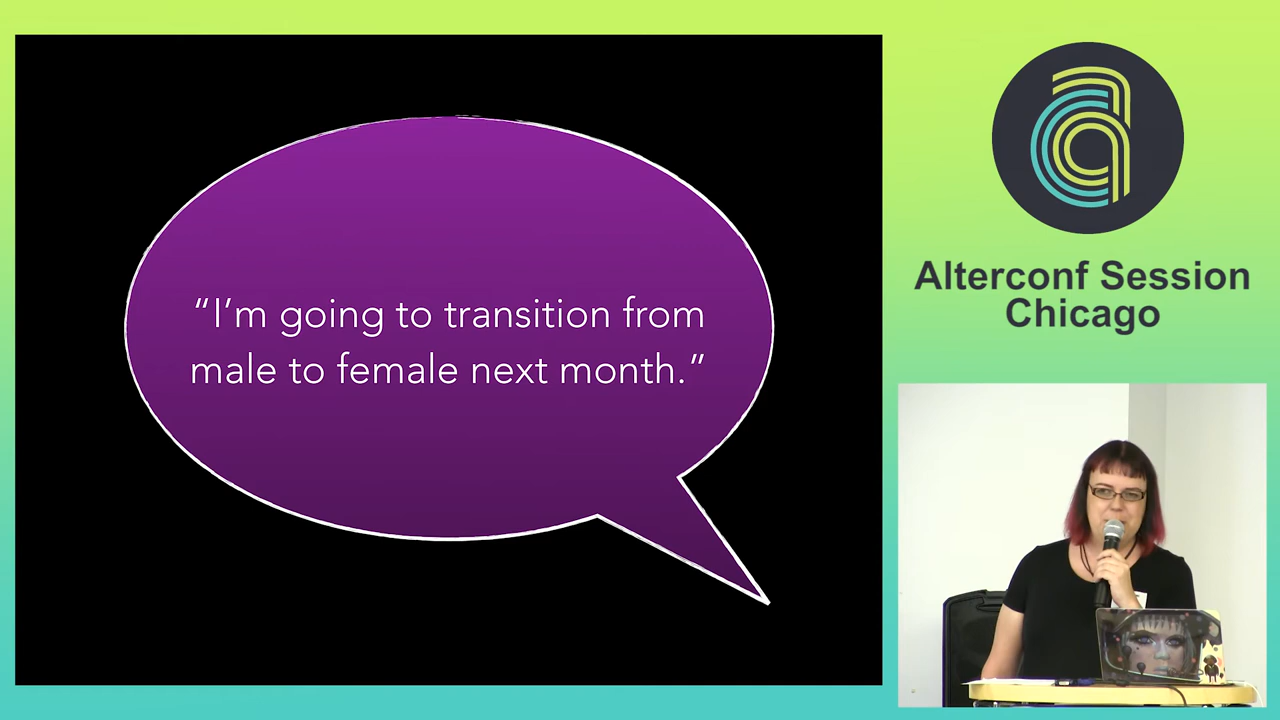 “I’m going to transition from
male to female next month.”
Alterconf Session
Chicago